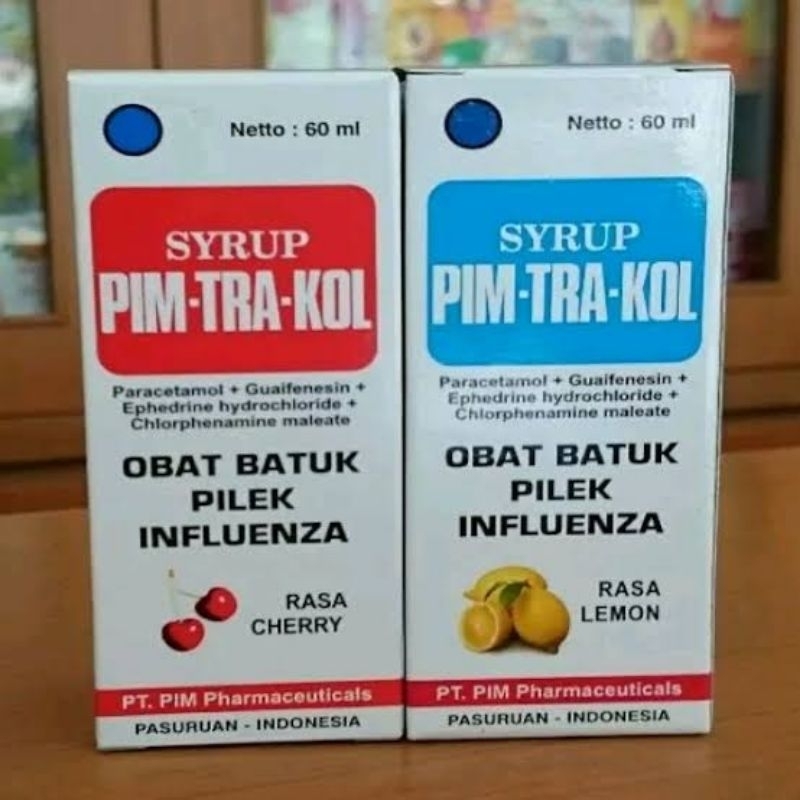 Netto : 60 ml
SYRUP
PIM-TRA-KOL
Paracetamol + Guaifenesin +
Ephedrine hydrochloride +
Chlorphenamine maleate
OBAT BATUK
PILEK
INFLUENZA
RASA
CHERRY
PT. PIM Pharmaceuticals
PASURUAN - INDONESIA
Netto : 60 ml
SYRUP
PIM-TRA-KOL
Paracetamol + Guaifenesin +
Ephedrine hydrochloride +
Chlorphenamine maleate
OBAT BATUK
PILEK
INFLUENZA
RASA
LEMON
PT. PIM Pharmaceuticals
PASURUAN - INDONESIA